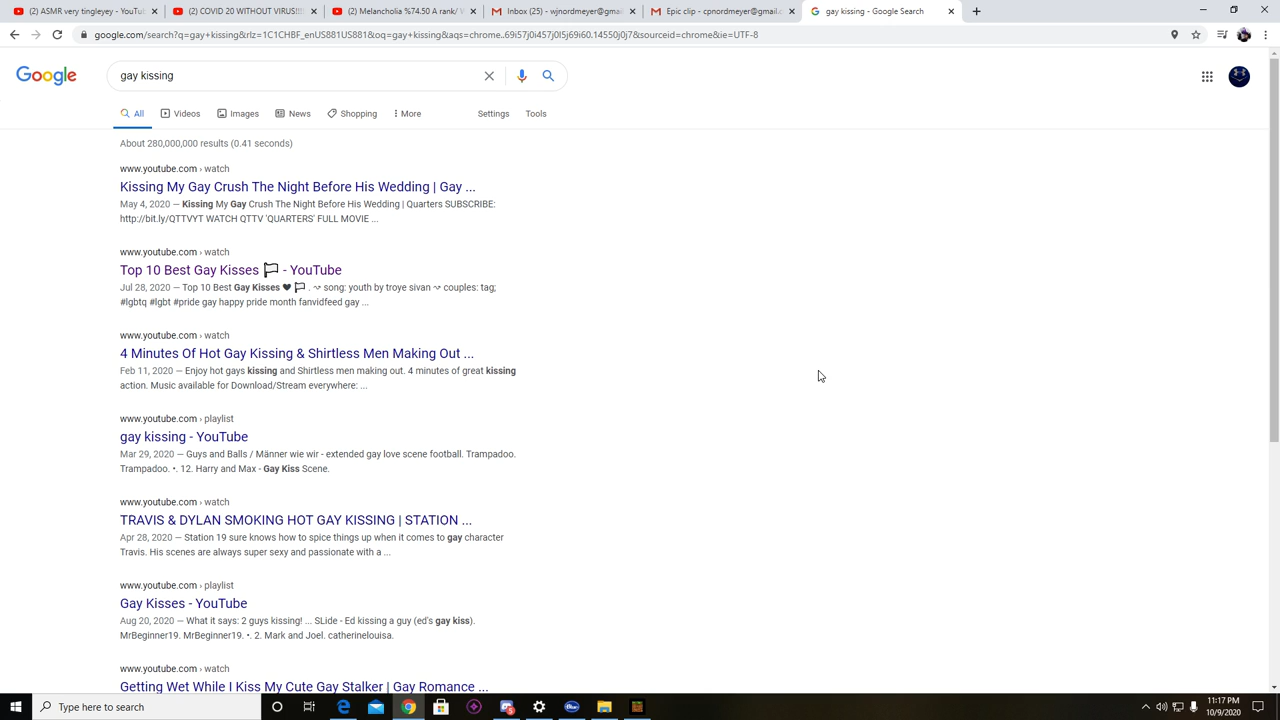 (2) ASMR very tingleyey - YouT
(2) COVID 20 WITHOUT VIRUS!!!!
(2) Melancholia %74.50 A rank/ Y
Inbox (25) - wjnordmeyer@gmail.
Epic clip - cpnordmeyer@gmail.c
gay kissing - Google Search
google.com/search?q=gay+kissing&rlz=1C1CHBF_enUS881US881&oq=gay+kissing&aqs=chrome..69i57j0i457j0l5j69i60.14550j0j7&sourceid=chrome&ie=UTF-8
Google
gay kissing
All
Videos
Images
News
Shopping
More
Settings
Tools
About 280,000,000 results (0.41 seconds)
www.youtube.com › watch
Kissing My Gay Crush The Night Before His Wedding | Gay ...
May 4, 2020 — Kissing My Gay Crush The Night Before His Wedding | Quarters SUBSCRIBE:
http://bit.ly/QTTVYT WATCH QTTV 'QUARTERS' FULL MOVIE ...
www.youtube.com › watch
Top 10 Best Gay Kisses 🏳 - YouTube
Jul 28, 2020 — Top 10 Best Gay Kisses ❤ 🏳 . ⤳ song: youth by troye sivan ⤳ couples: tag;
#lgbtq #lgbt #pride gay happy pride month fanvidfeed gay ...
www.youtube.com › watch
4 Minutes Of Hot Gay Kissing & Shirtless Men Making Out ...
Feb 11, 2020 — Enjoy hot gays kissing and Shirtless men making out. 4 minutes of great kissing
action. Music available for Download/Stream everywhere: ...
www.youtube.com › playlist
gay kissing - YouTube
Mar 29, 2020 — Guys and Balls / Männer wie wir - extended gay love scene football. Trampadoo.
Trampadoo. •. 12. Harry and Max - Gay Kiss Scene.
www.youtube.com › watch
TRAVIS & DYLAN SMOKING HOT GAY KISSING | STATION ...
Apr 28, 2020 — Station 19 sure knows how to spice things up when it comes to gay character
Travis. His scenes are always super sexy and passionate with a ...
www.youtube.com › playlist
Gay Kisses - YouTube
Aug 20, 2020 — What it says: 2 guys kissing! ... SLide - Ed kissing a guy (ed's gay kiss).
MrBeginner19. MrBeginner19. •. 2. Mark and Joel. catherinelouisa.
www.youtube.com › watch
Getting Wet While I Kiss My Cute Gay Stalker | Gay Romance ...
Type here to search
5
11:17 PM
10/9/2020